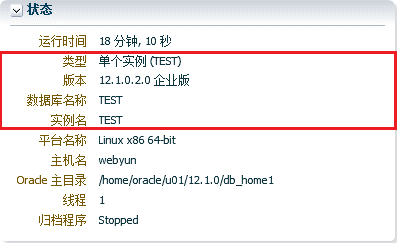 状态
运行时间 18 分钟, 10 秒
类型 单个实例 (TEST)
版本 12.1.0.2.0 企业版
数据库名称 TEST
实例名 TEST
平台名称 Linux x86 64-bit
主机名 webyun
Oracle 主目录 /home/oracle/u01/12.1.0/db_home1
线程 1
归档程序 Stopped